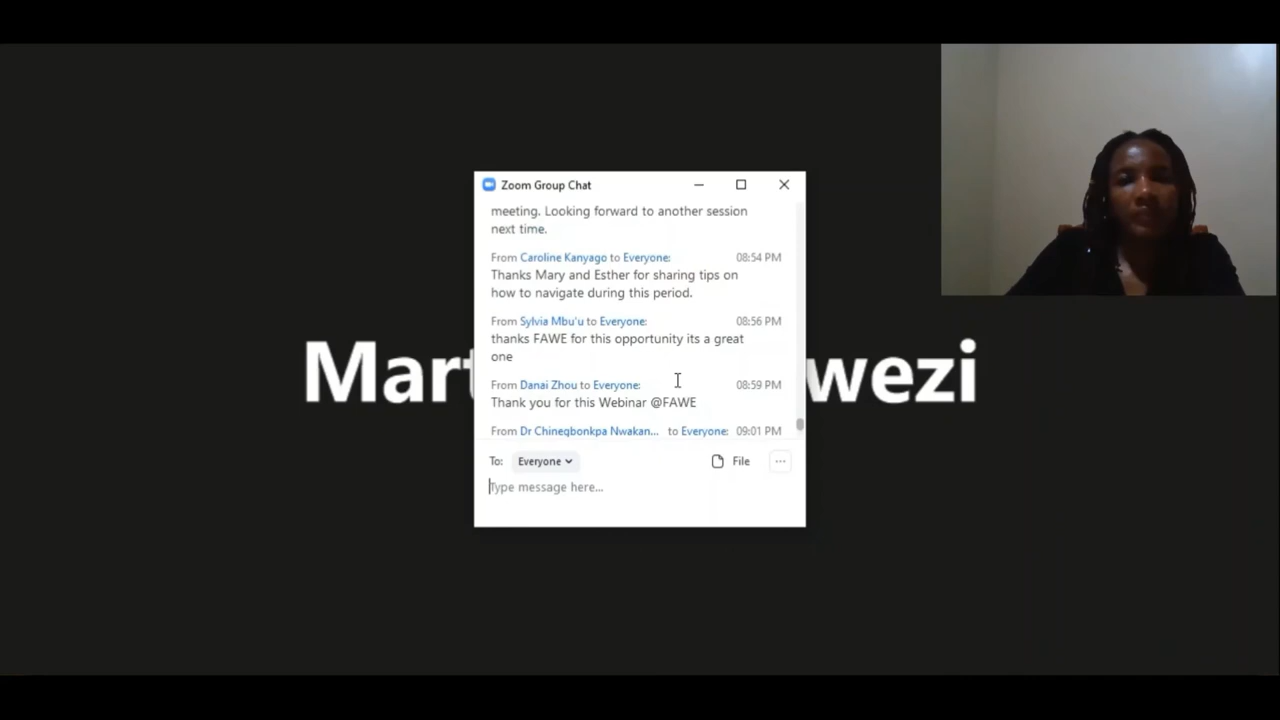 Zoom Group Chat
meeting. Looking forward to another session
next time.
From Caroline Kanyago to Everyone: 08:54 PM
Thanks Mary and Esther for sharing tips on
how to navigate during this period.
From Sylvia Mbu'u to Everyone: 08:56 PM
thanks FAWE for this opportunity its a great
one
From Danai Zhou to Everyone: 08:59 PM
Thank you for this Webinar @FAWE
From Dr Chinegbonkpa Nwakan... to Everyone: 09:01 PM
Mart wezi
To: Everyone File
Type message here...